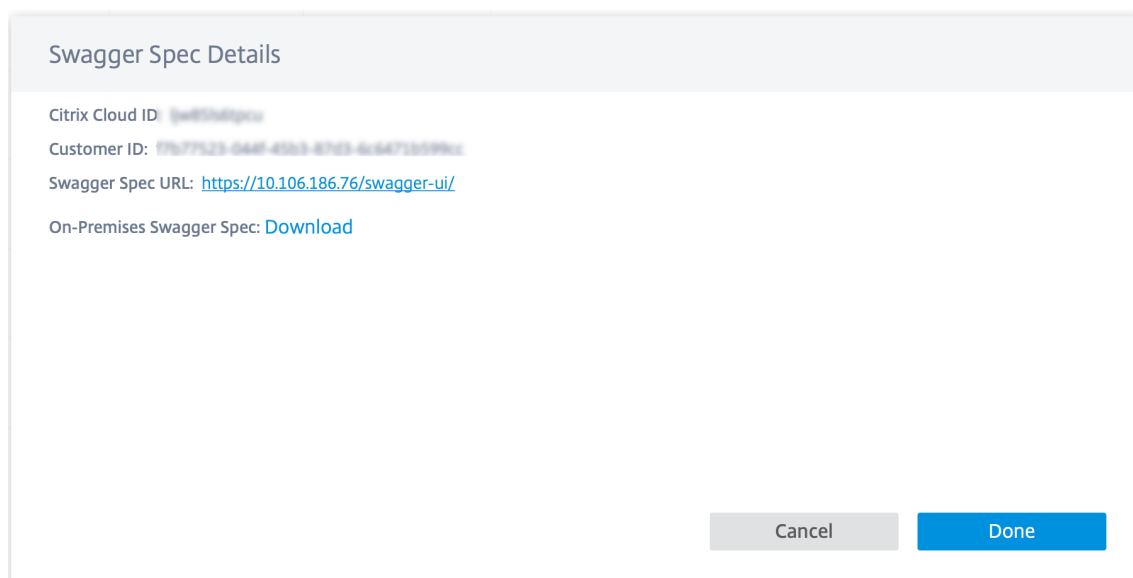 Swagger Spec Details
Citrix Cloud ID:
Customer ID:
Swagger Spec URL: https://10.106.186.76/swagger-ui/
On-Premises Swagger Spec: Download
Cancel Done